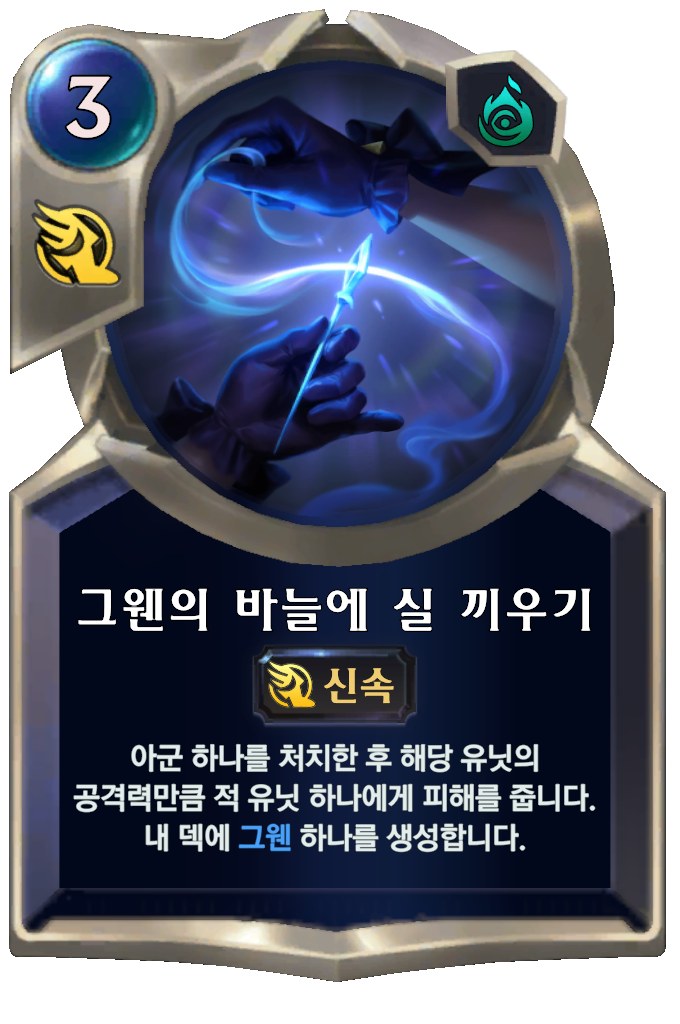 3
그웬의 바늘에 실 끼우기
신속
아군 하나를 처치한 후 해당 유닛의
공격력만큼 적 유닛 하나에게 피해를 줍니다.
내 덱에 그웬 하나를 생성합니다.